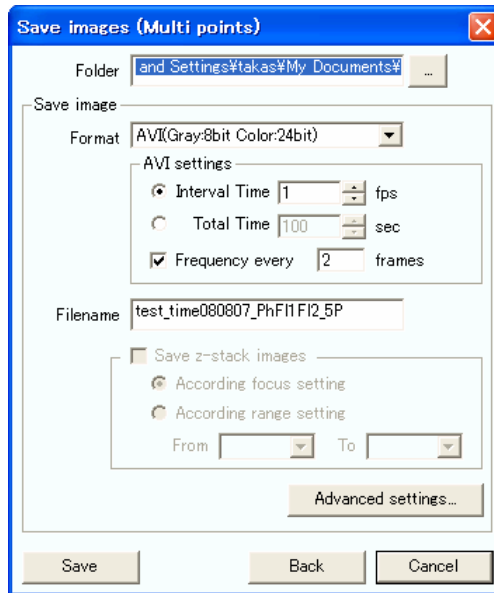 Save images (Multi points)
Folder and Settings¥takas¥My Documents¥ ...
Save image
Format AVI(Gray:8bit Color:24bit)
AVI settings
Interval Time 1 fps
Total Time 100 sec
Frequency every 2 frames
Filename test_time080807_PhFl1Fl2_5P
Save z-stack images
According focus setting
According range setting
From To
Advanced settings...
Save Back Cancel